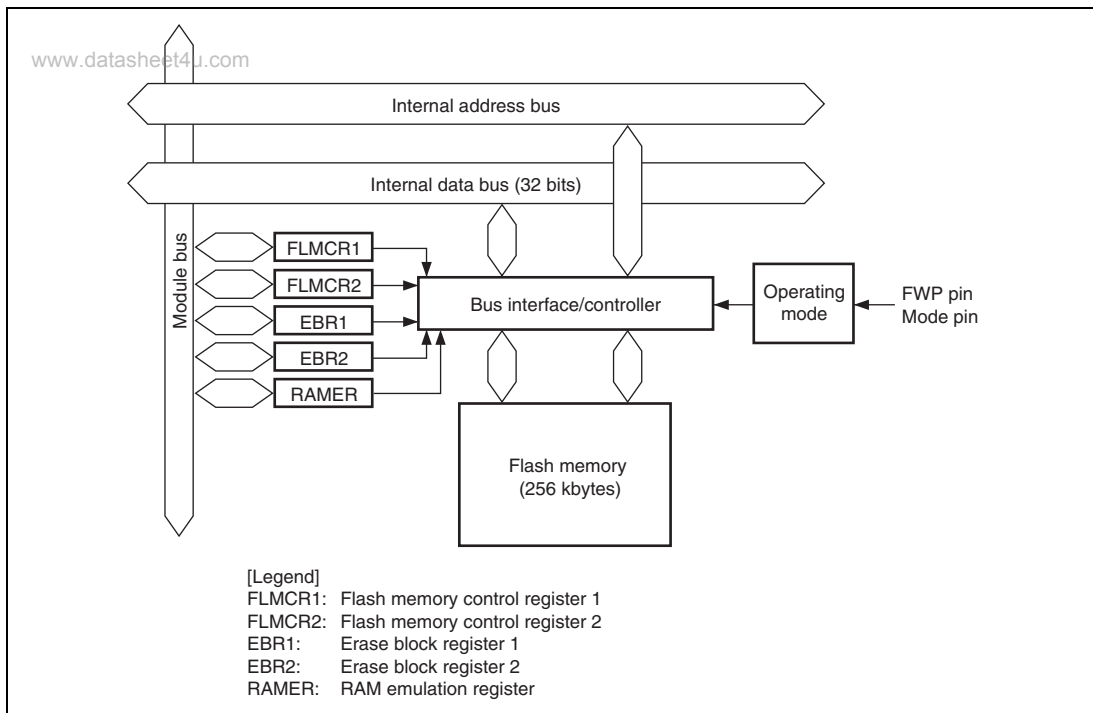 www.datasheet4u.com
Internal address bus
Internal data bus (32 bits)
Module bus
FLMCR1
FLMCR2
EBR1
EBR2
RAMER
Bus interface/controller
Operating
mode
FWP pin
Mode pin
Flash memory
(256 kbytes)
[Legend]
FLMCR1: Flash memory control register 1
FLMCR2: Flash memory control register 2
EBR1: Erase block register 1
EBR2: Erase block register 2
RAMER: RAM emulation register